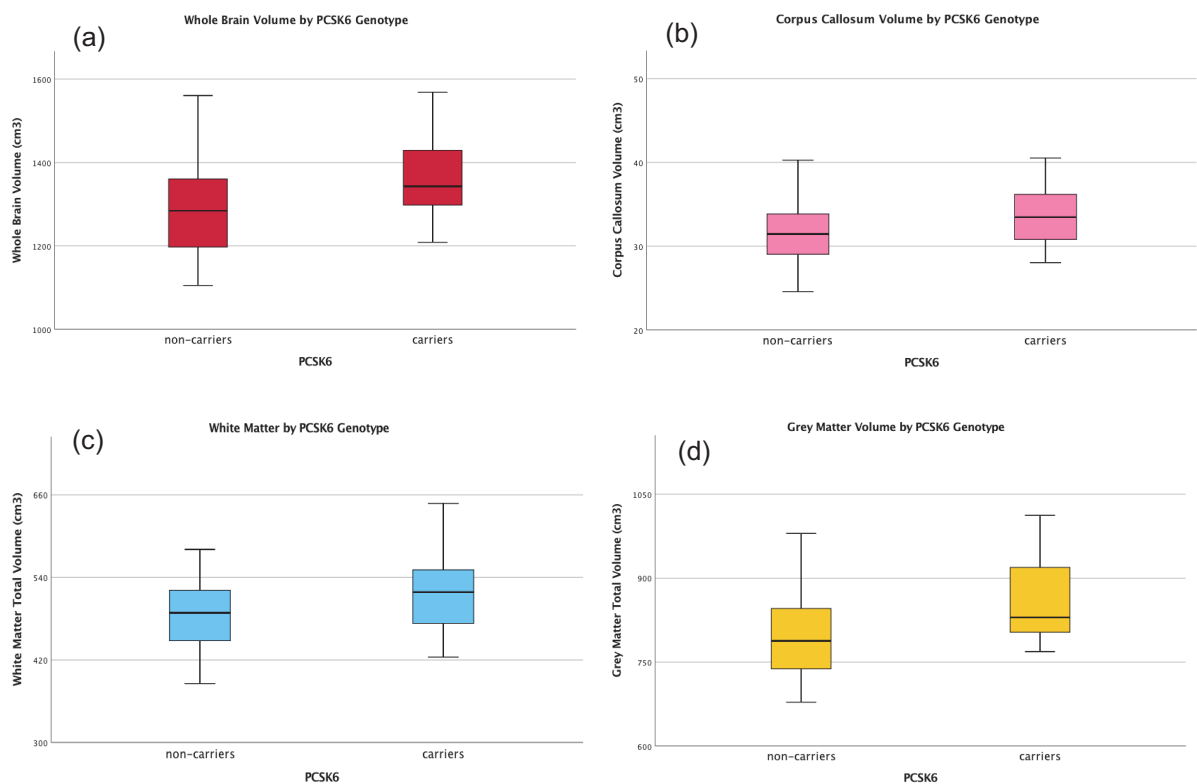 Whole Brain Volume by PCSK6 Genotype
(a)
Whole Brain Volume (cm3)
1600
1400
1200
1000
non-carriers
carriers
PCSK6
Corpus Callosum Volume by PCSK6 Genotype
(b)
Corpus Callosum Volume (cm3)
50
40
30
20
non-carriers
carriers
PCSK6
White Matter by PCSK6 Genotype
(c)
White Matter Total Volume (cm3)
660
540
420
300
non-carriers
carriers
PCSK6
Grey Matter Volume by PCSK6 Genotype
(d)
Grey Matter Total Volume (cm3)
1050
900
750
600
non-carriers
carriers
PCSK6